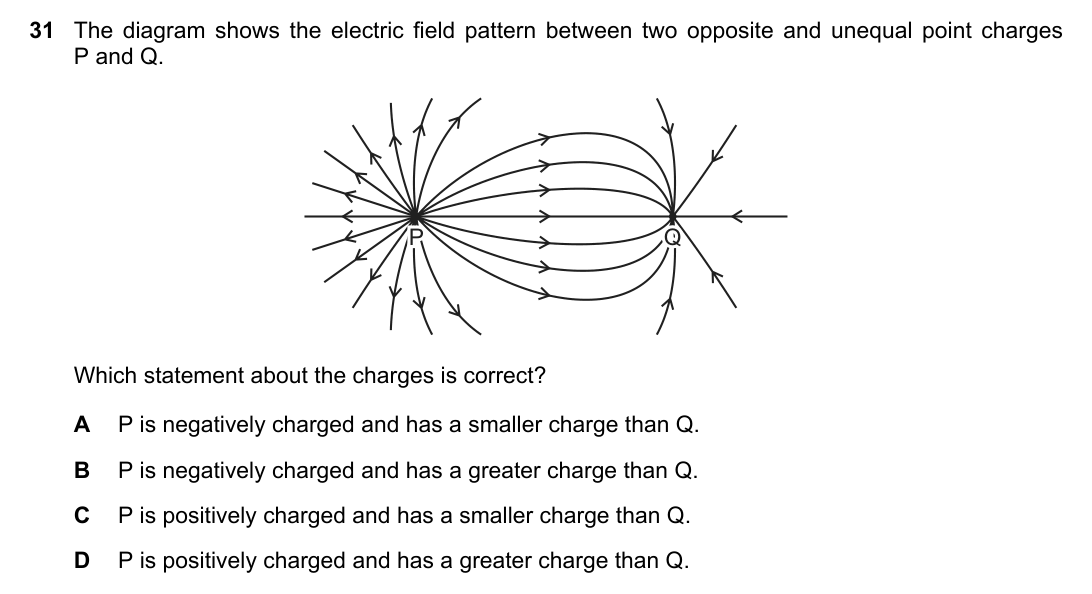 31 The diagram shows the electric field pattern between two opposite and unequal point charges
P and Q.
P
Q
Which statement about the charges is correct?
A P is negatively charged and has a smaller charge than Q.
B P is negatively charged and has a greater charge than Q.
C P is positively charged and has a smaller charge than Q.
D P is positively charged and has a greater charge than Q.